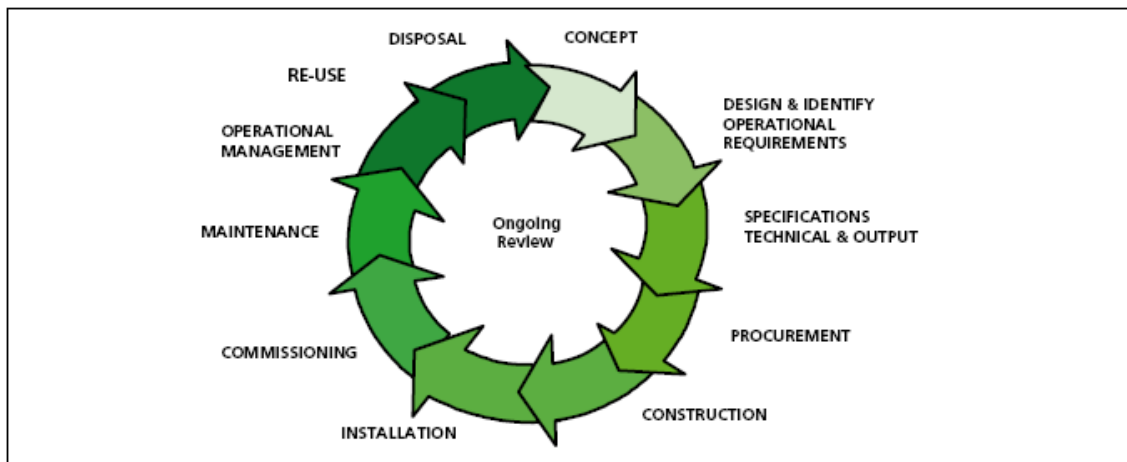 DISPOSAL
CONCEPT
RE-USE
DESIGN & IDENTIFY
OPERATIONAL
REQUIREMENTS
OPERATIONAL
MANAGEMENT
SPECIFICATIONS
TECHNICAL & OUTPUT
Ongoing
Review
MAINTENANCE
PROCUREMENT
COMMISSIONING
CONSTRUCTION
INSTALLATION